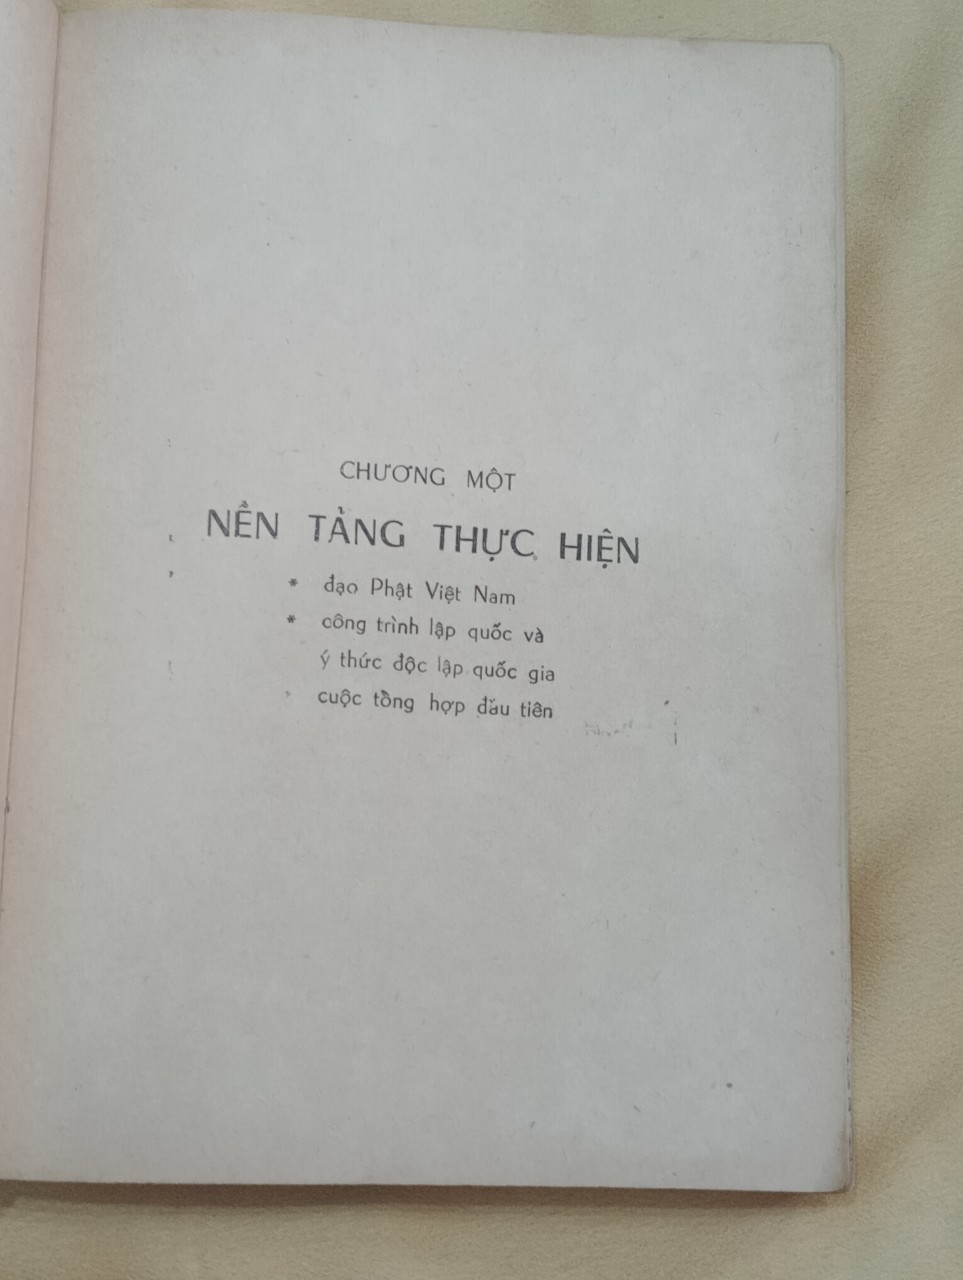 CHƯƠNG MỘT
NỀN TẢNG THỰC HIỆN
* đạo Phật Việt Nam
* công trình lập quốc và
ý thức độc lập quốc gia
cuộc tổng hợp đầu tiên